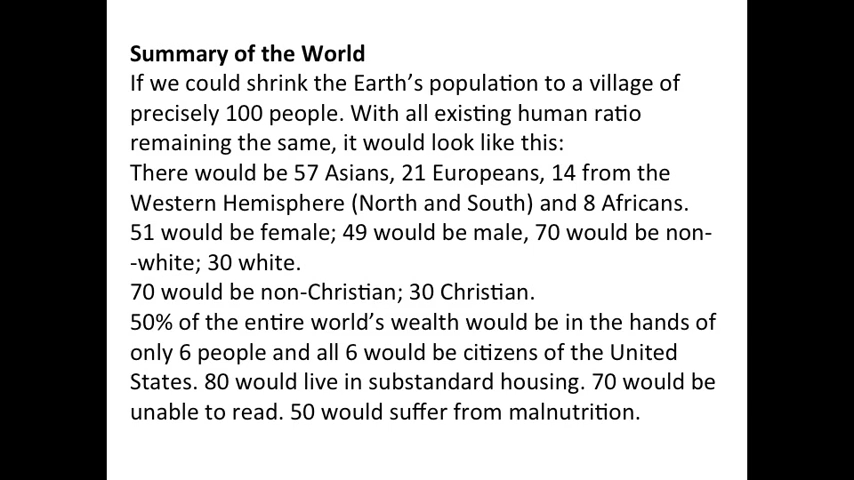 Summary of the World
If we could shrink the Earth’s population to a village of
precisely 100 people. With all existing human ratio
remaining the same, it would look like this:
There would be 57 Asians, 21 Europeans, 14 from the
Western Hemisphere (North and South) and 8 Africans.
51 would be female; 49 would be male, 70 would be non-
-white; 30 white.
70 would be non-Christian; 30 Christian.
50% of the entire world’s wealth would be in the hands of
only 6 people and all 6 would be citizens of the United
States. 80 would live in substandard housing. 70 would be
unable to read. 50 would suffer from malnutrition.